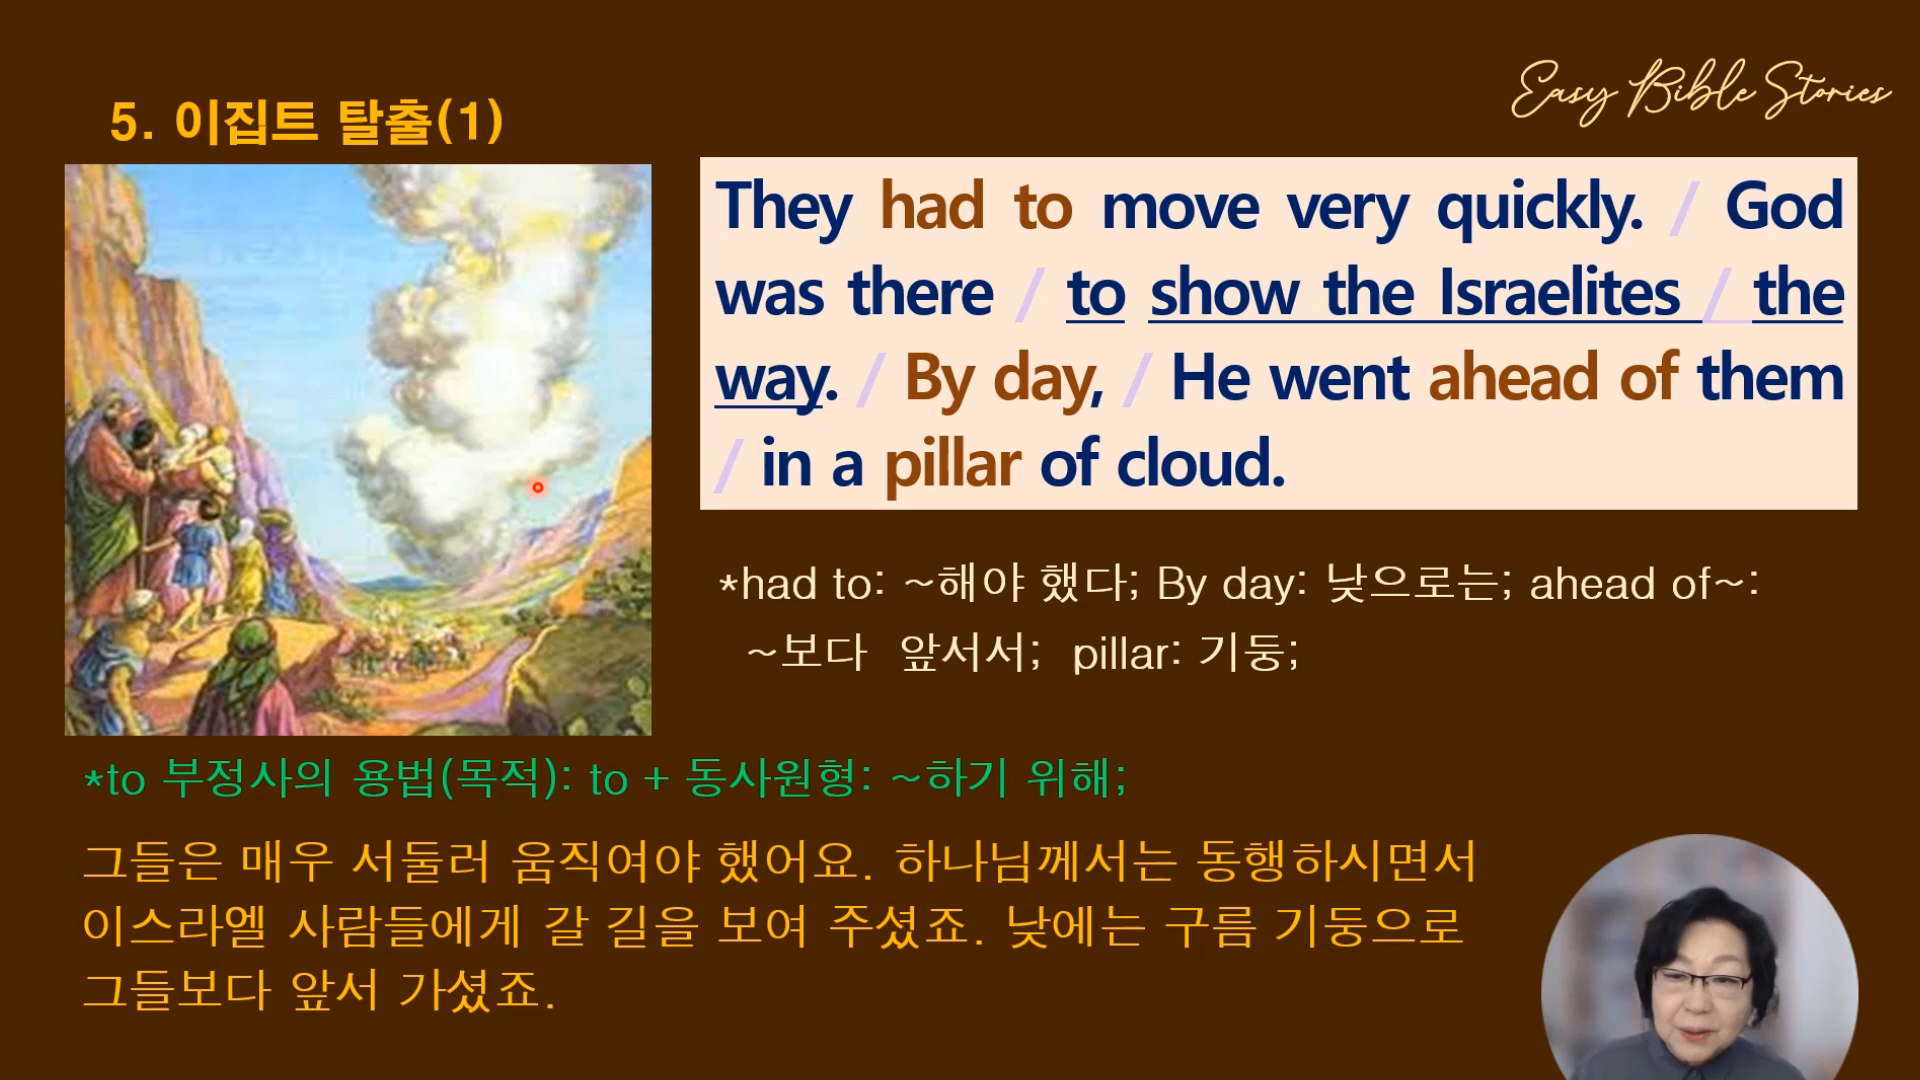 Easy Bible Stories
5. 이집트 탈출(1)
They had to move very quickly. / God
was there / to show the Israelites / the
way. / By day, / He went ahead of them
/ in a pillar of cloud.
*had to: ~해야 했다; By day: 낮으로는; ahead of~:
~보다 앞서서; pillar: 기둥;
*to 부정사의 용법(목적): to + 동사원형: ~하기 위해;
그들은 매우 서둘러 움직여야 했어요. 하나님께서는 동행하시면서
이스라엘 사람들에게 갈 길을 보여 주셨죠. 낮에는 구름 기둥으로
그들보다 앞서 가셨죠.